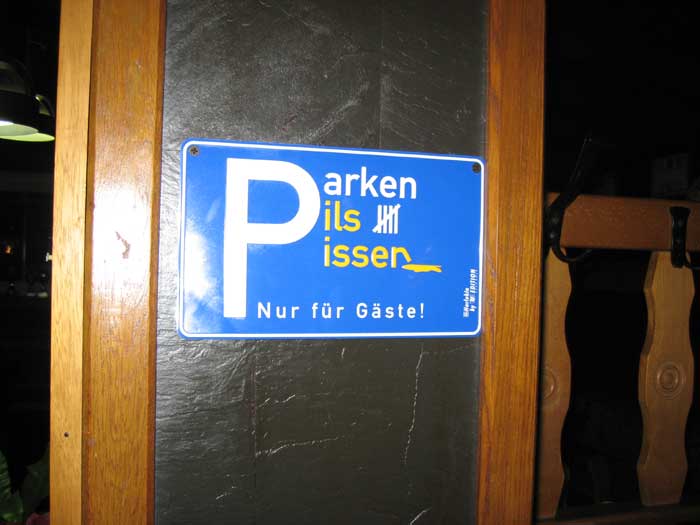 Parken
Pils
Pissen
Nur für Gäste!